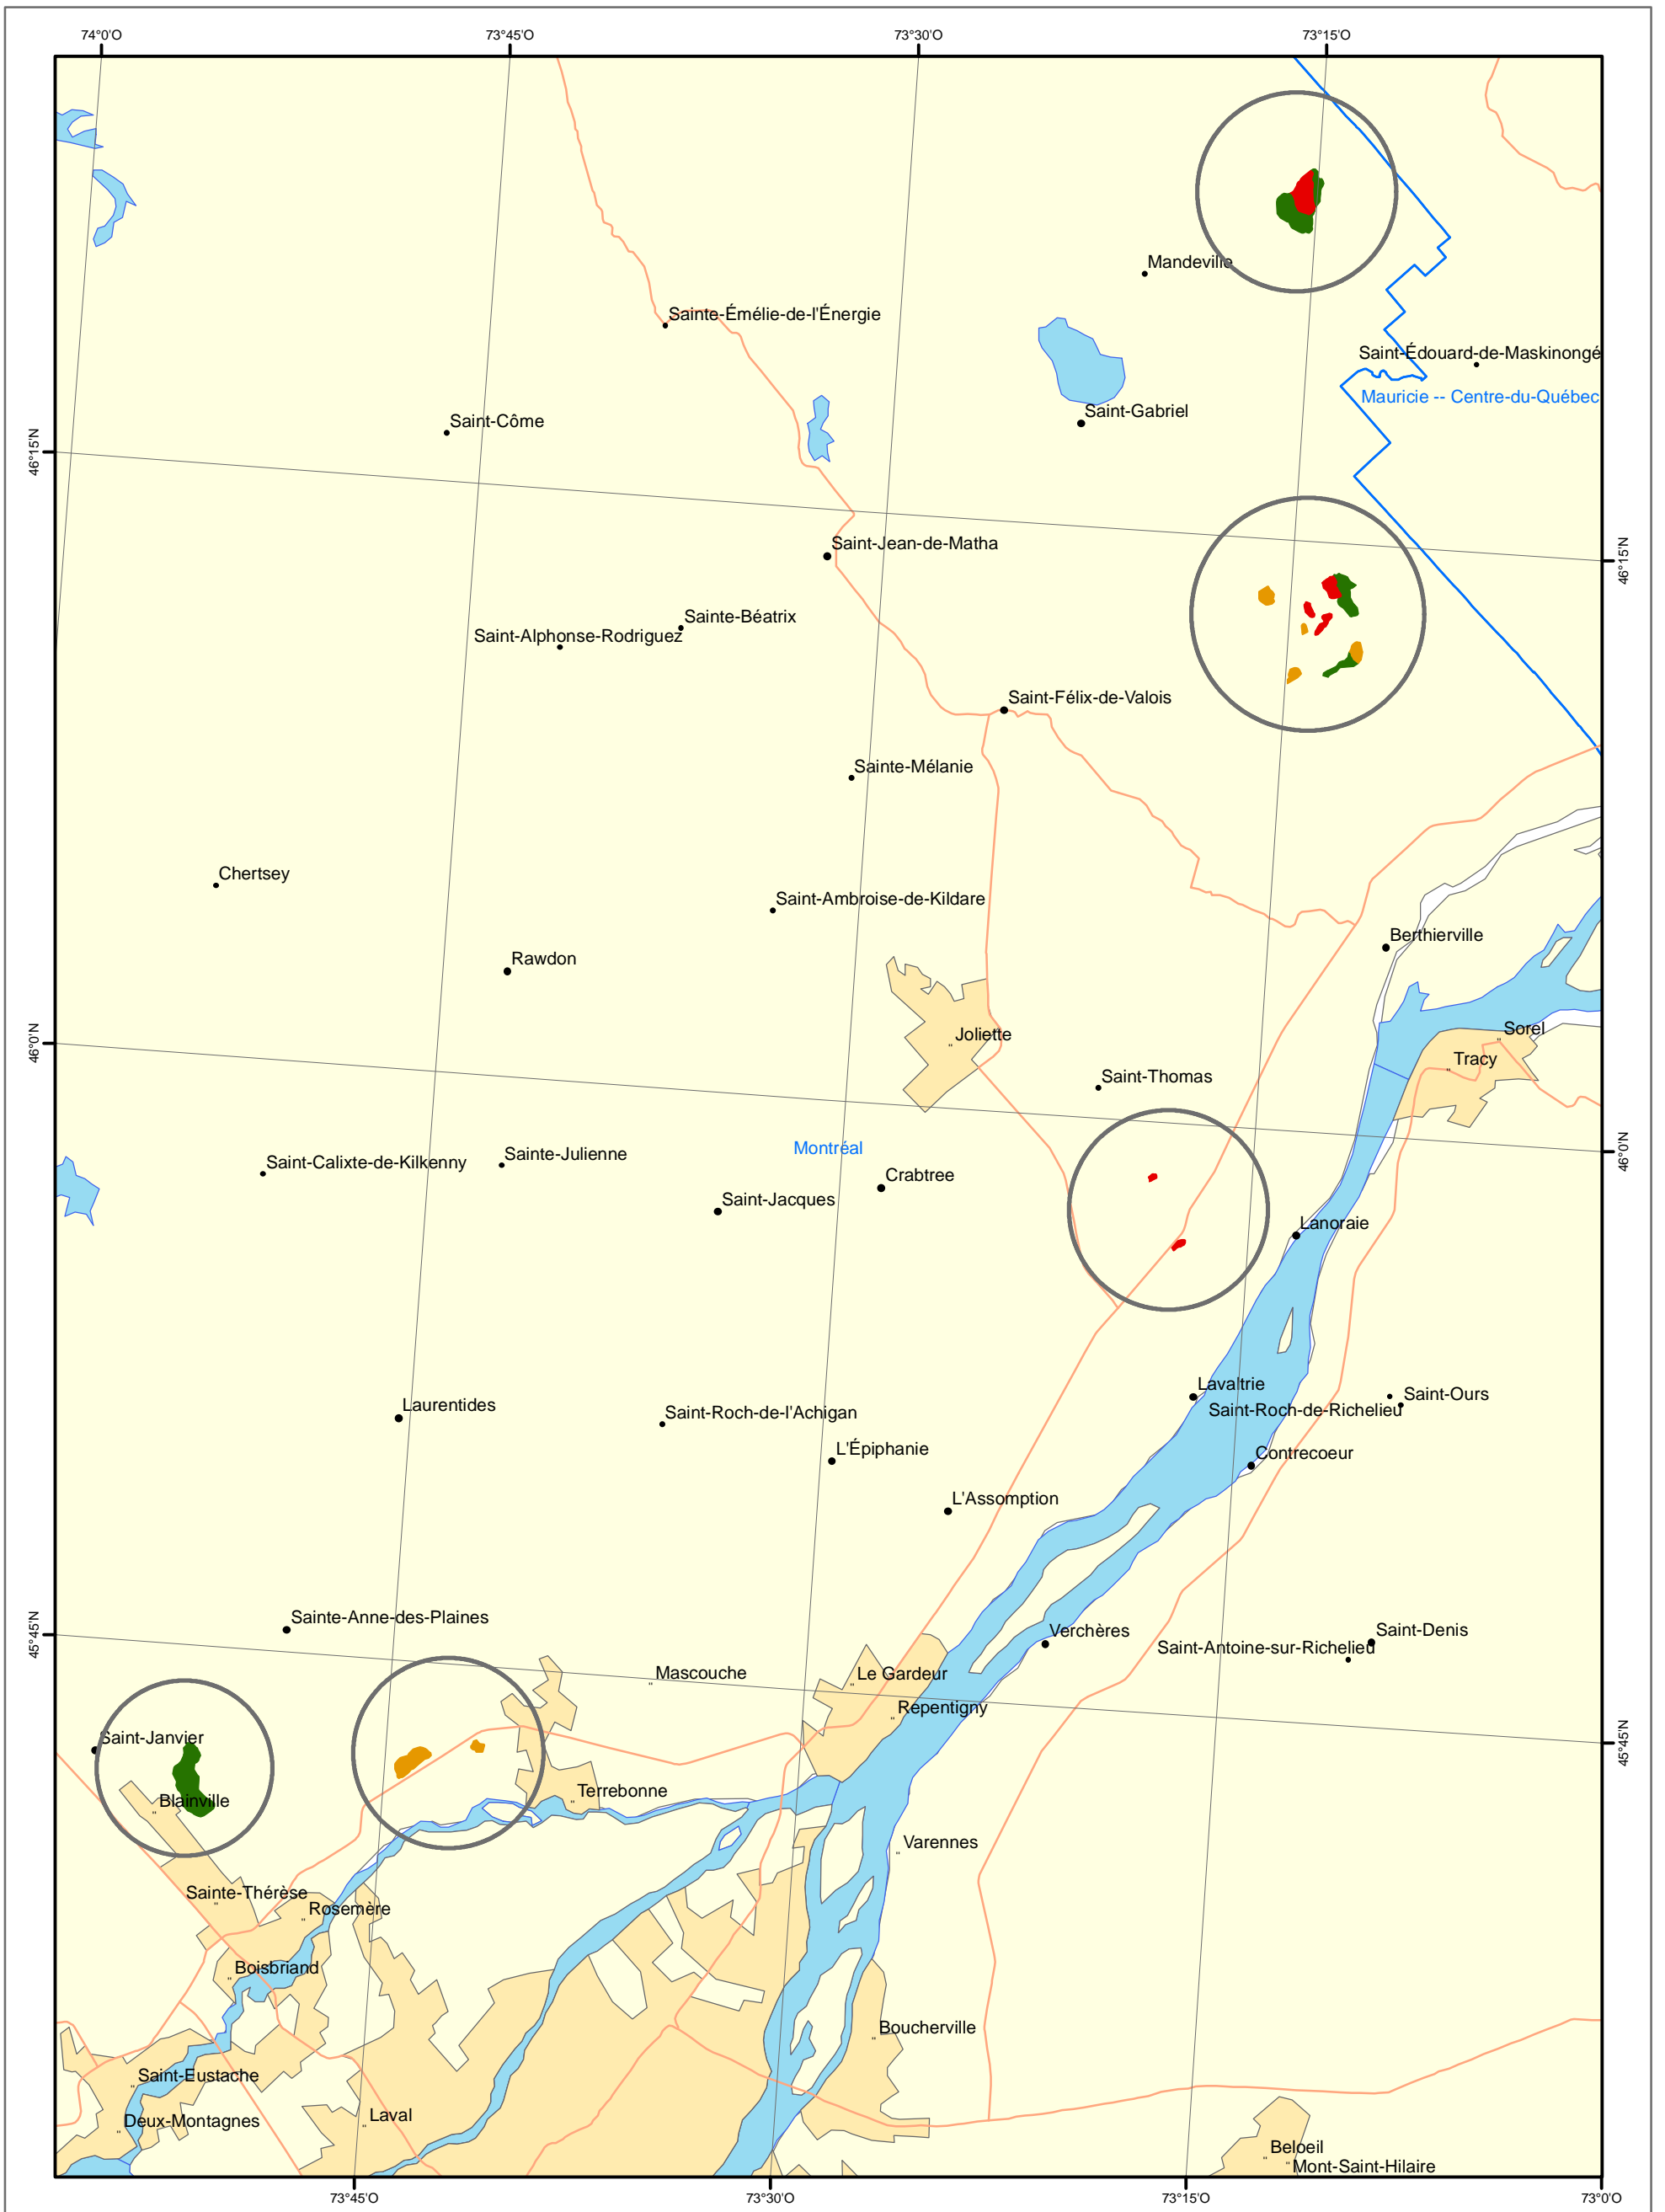 74°0'O
73°45'O
73°30'O
73°15'O
Mandeville
Sainte-Émélie-de-l'Énergie
Saint-Édouard-de-Maskinongé
Mauricie -- Centre-du-Québec
Saint-Gabriel
Saint-Côme
46°15'N
Saint-Jean-de-Matha
46°15'N
Sainte-Béatrix
Saint-Alphonse-Rodriguez
Saint-Félix-de-Valois
Sainte-Mélanie
Chertsey
Saint-Ambroise-de-Kildare
Berthierville
Rawdon
Joliette
Sorel
46°0'N
Tracy
Saint-Thomas
Montréal
46°0'N
Sainte-Julienne
Saint-Calixte-de-Kilkenny
Crabtree
Saint-Jacques
Lanoraie
Lavaltrie
Saint-Ours
Laurentides
Saint-Roch-de-Richelieu
Saint-Roch-de-l'Achigan
L'Épiphanie
Contrecoeur
L'Assomption
Sainte-Anne-des-Plaines
45°45'N
Verchères
Saint-Denis
Saint-Antoine-sur-Richelieu
Mascouche
Le Gardeur
Repentigny
Saint-Janvier
45°45'N
Terrebonne
Blainville
Varennes
Sainte-Thérèse
Rosemère
Boisbriand
Boucherville
Saint-Eustache
Laval
Deux-Montagnes
Beloeil
Mont-Saint-Hilaire
73°45'O
73°30'O
73°15'O
73°0'O